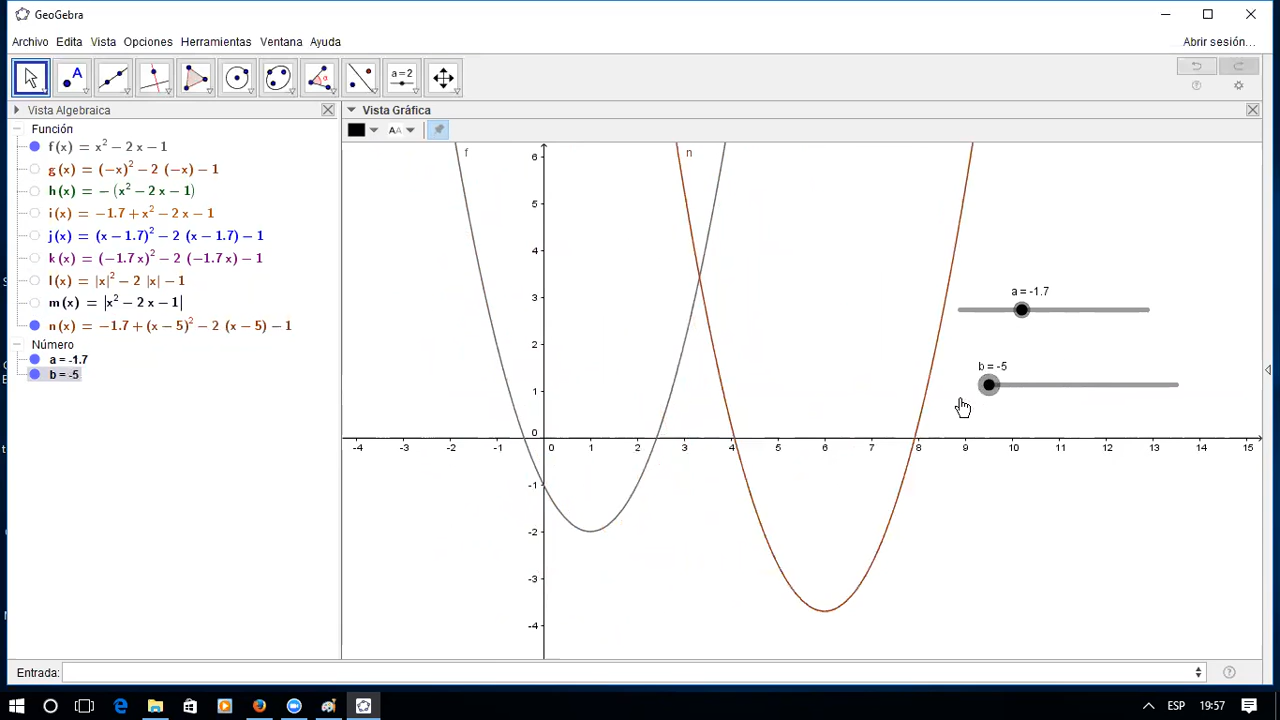 GeoGebra
Archivo Edita Vista Opciones Herramientas Ventana Ayuda Abrir sesión...
A α a = 2
Vista Algebraica
Vista Gráfica
AA
Función
f(x) = x² − 2 x − 1
g(x) = (−x)² − 2 (−x) − 1
h(x) = − (x² − 2 x − 1)
i(x) = −1.7 + x² − 2 x − 1
j(x) = (x − 1.7)² − 2 (x − 1.7) − 1
k(x) = (−1.7 x)² − 2 (−1.7 x) − 1
l(x) = |x|² − 2 |x| − 1
m(x) = |x² − 2 x − 1|
n(x) = −1.7 + (x − 5)² − 2 (x − 5) − 1
Número
a = -1.7
b = -5
f n
6
5
4
3
2
1
0
-1
-2
-3
-4
-4 -3 -2 -1 0 1 2 3 4 5 6 7 8 9 10 11 12 13 14 15
a = -1.7
b = -5
Entrada:
ESP 19:57